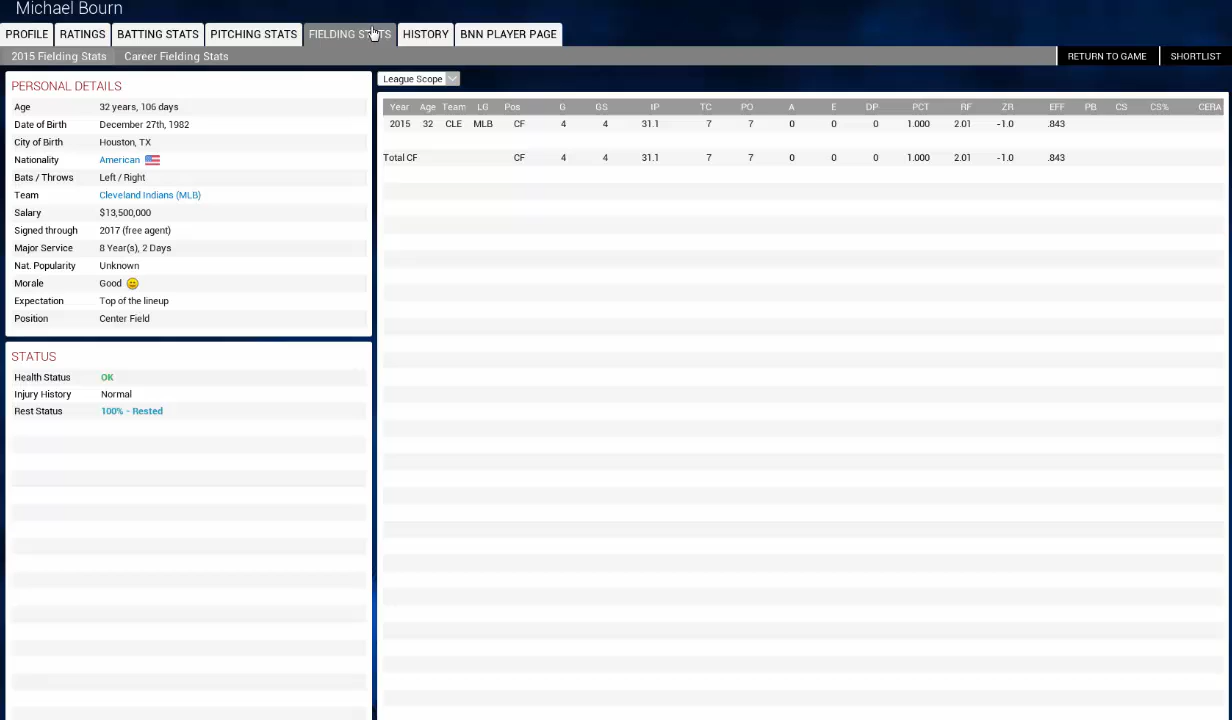 Michael Bourn
PROFILE RATINGS BATTING STATS PITCHING STATS FIELDING STATS HISTORY BNN PLAYER PAGE
2015 Fielding Stats Career Fielding Stats RETURN TO GAME SHORTLIST
PERSONAL DETAILS
Age 32 years, 106 days
Date of Birth December 27th, 1982
City of Birth Houston, TX
Nationality American
Bats / Throws Left / Right
Team Cleveland Indians (MLB)
Salary $13,500,000
Signed through 2017 (free agent)
Major Service 8 Year(s), 2 Days
Nat. Popularity Unknown
Morale Good
Expectation Top of the lineup
Position Center Field
STATUS
Health Status OK
Injury History Normal
Rest Status 100% - Rested
League Scope
Year Age Team LG Pos G GS IP TC PO A E DP PCT RF ZR EFF PB CS CS% CERA
2015 32 CLE MLB CF 4 4 31.1 7 7 0 0 0 1.000 2.01 -1.0 .843
Total CF CF 4 4 31.1 7 7 0 0 0 1.000 2.01 -1.0 .843